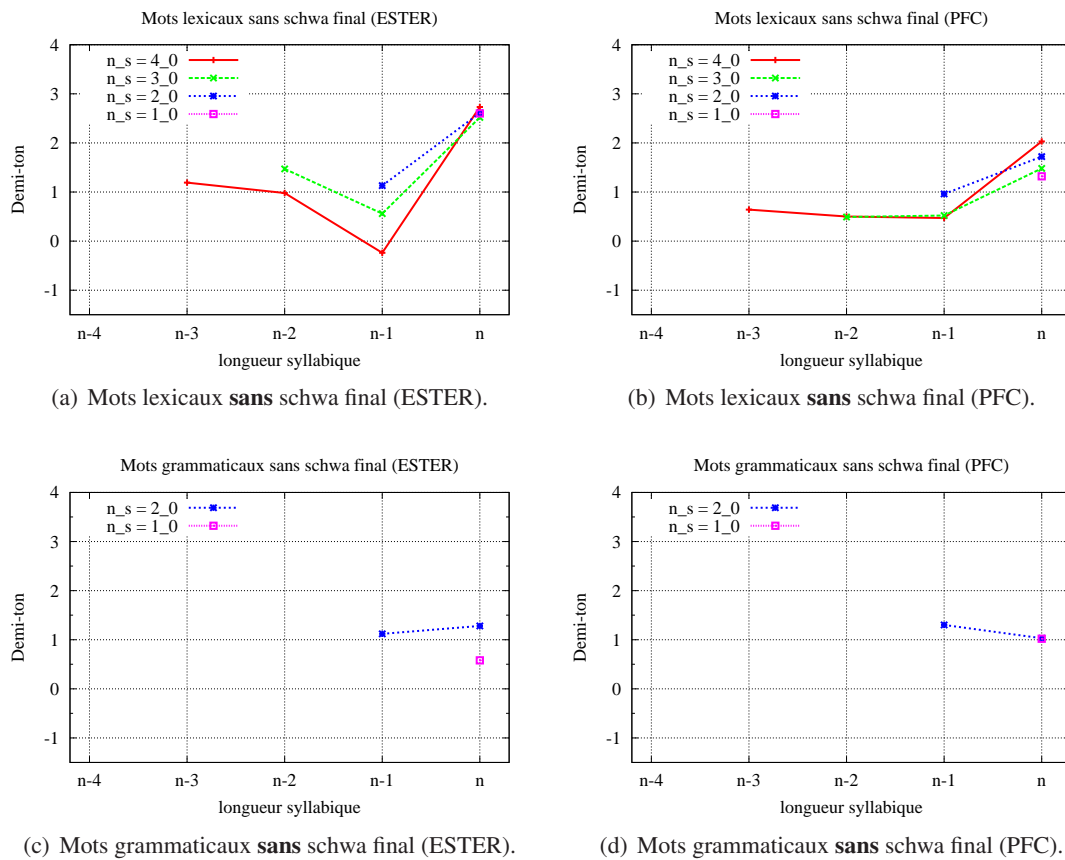 Mots lexicaux sans schwa final (ESTER)
4
3
2
1
0
-1
Demi-ton
n_s = 4_0
n_s = 3_0
n_s = 2_0
n_s = 1_0
n-4 n-3 n-2 n-1 n
longueur syllabique
(a) Mots lexicaux sans schwa final (ESTER).
Mots lexicaux sans schwa final (PFC)
4
3
2
1
0
-1
Demi-ton
n_s = 4_0
n_s = 3_0
n_s = 2_0
n_s = 1_0
n-4 n-3 n-2 n-1 n
longueur syllabique
(b) Mots lexicaux sans schwa final (PFC).
Mots grammaticaux sans schwa final (ESTER)
4
3
2
1
0
-1
Demi-ton
n_s = 2_0
n_s = 1_0
n-4 n-3 n-2 n-1 n
longueur syllabique
(c) Mots grammaticaux sans schwa final (ESTER).
Mots grammaticaux sans schwa final (PFC)
4
3
2
1
0
-1
Demi-ton
n_s = 2_0
n_s = 1_0
n-4 n-3 n-2 n-1 n
longueur syllabique
(d) Mots grammaticaux sans schwa final (PFC).